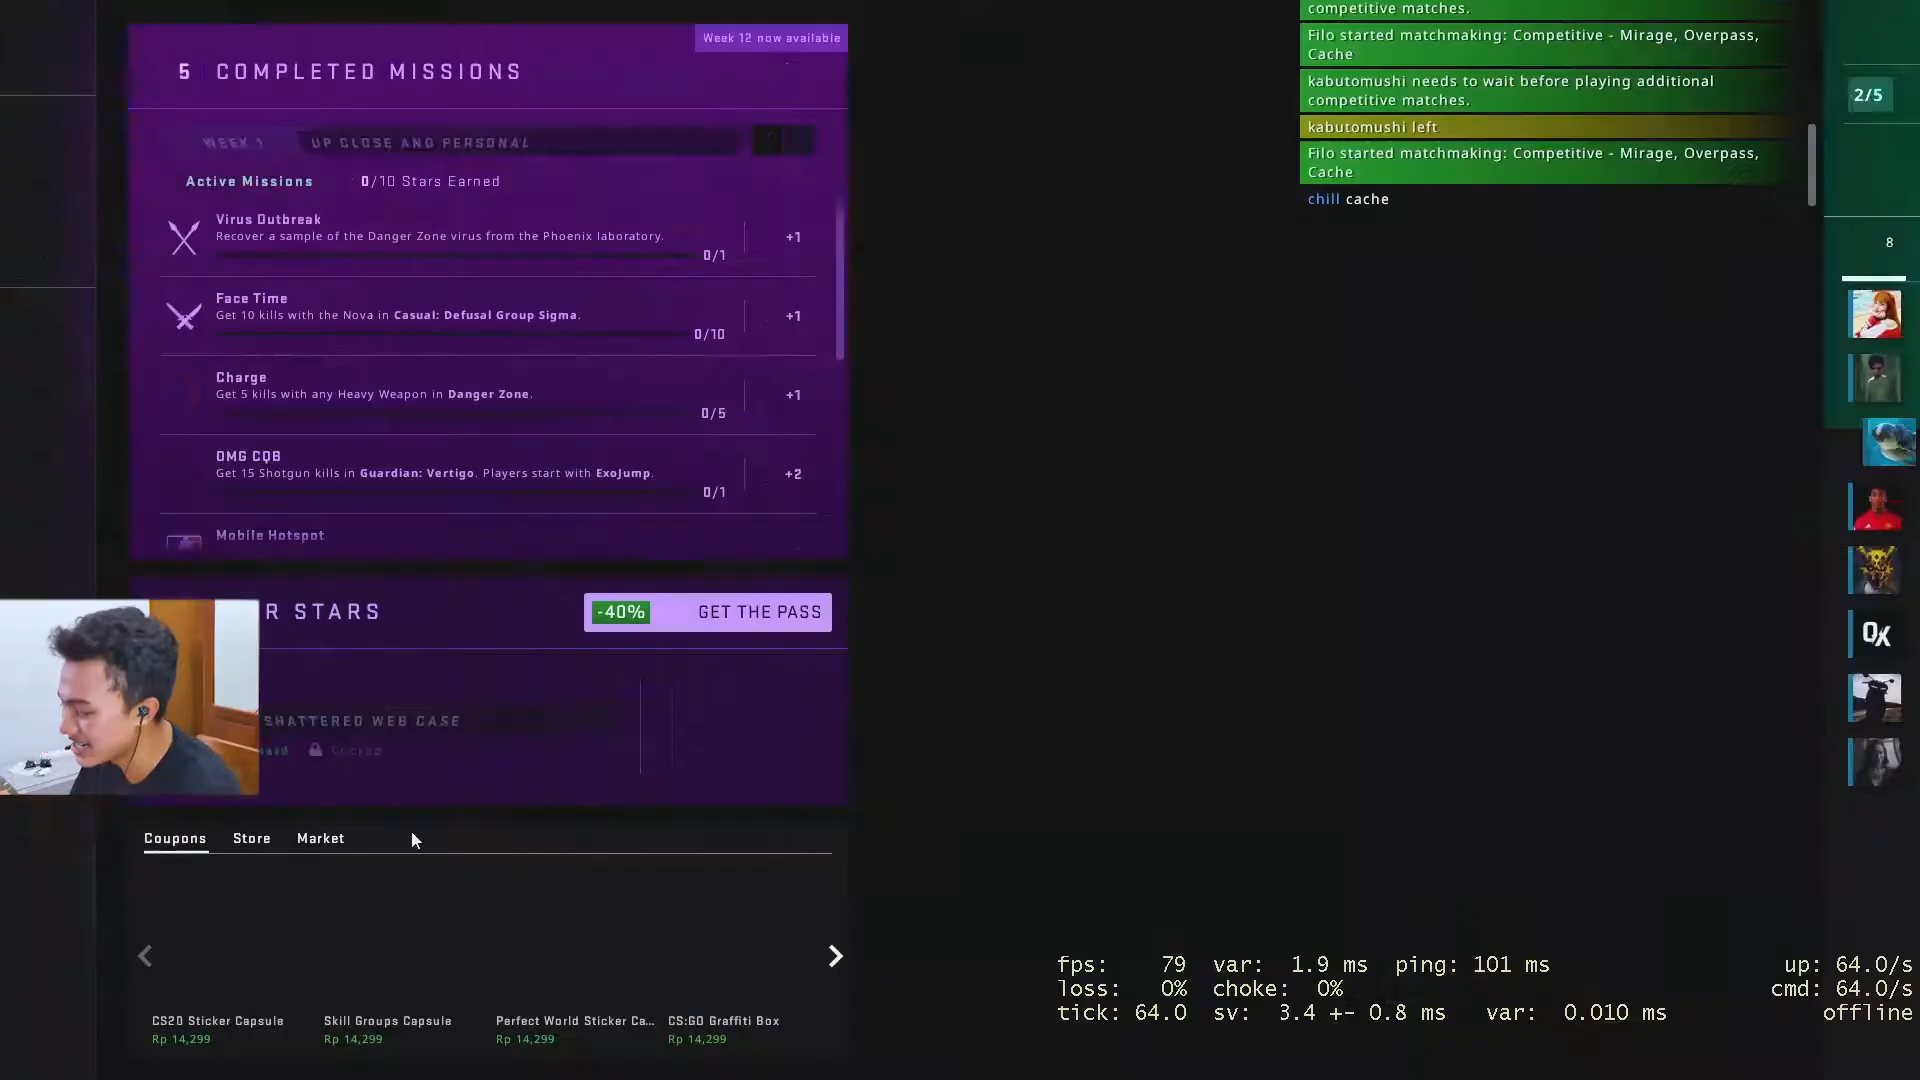 Week 12 now available
5 COMPLETED MISSIONS
WEEK 1 UP CLOSE AND PERSONAL
Active Missions 0/10 Stars Earned
Virus Outbreak
Recover a sample of the Danger Zone virus from the Phoenix laboratory.
0/1
+1
Face Time
Get 10 kills with the Nova in Casual: Defusal Group Sigma.
0/10
+1
Charge
Get 5 kills with any Heavy Weapon in Danger Zone.
0/5
+1
OMG CQB
Get 15 Shotgun kills in Guardian: Vertigo. Players start with ExoJump.
0/1
+2
Mobile Hotspot
R STARS
-40% GET THE PASS
SHATTERED WEB CASE
ard Locked
Coupons Store Market
CS20 Sticker Capsule
Rp 14,299
Skill Groups Capsule
Rp 14,299
Perfect World Sticker Ca...
Rp 14,299
CS:GO Graffiti Box
Rp 14,299
competitive matches.
Filo started matchmaking: Competitive - Mirage, Overpass,
Cache
kabutomushi needs to wait before playing additional
competitive matches.
kabutomushi left
Filo started matchmaking: Competitive - Mirage, Overpass,
Cache
chill cache
2/5
8
0x
fps: 79 var: 1.9 ms ping: 101 ms up: 64.0/s
loss: 0% choke: 0% cmd: 64.0/s
tick: 64.0 sv: 3.4 +- 0.8 ms var: 0.010 ms offline